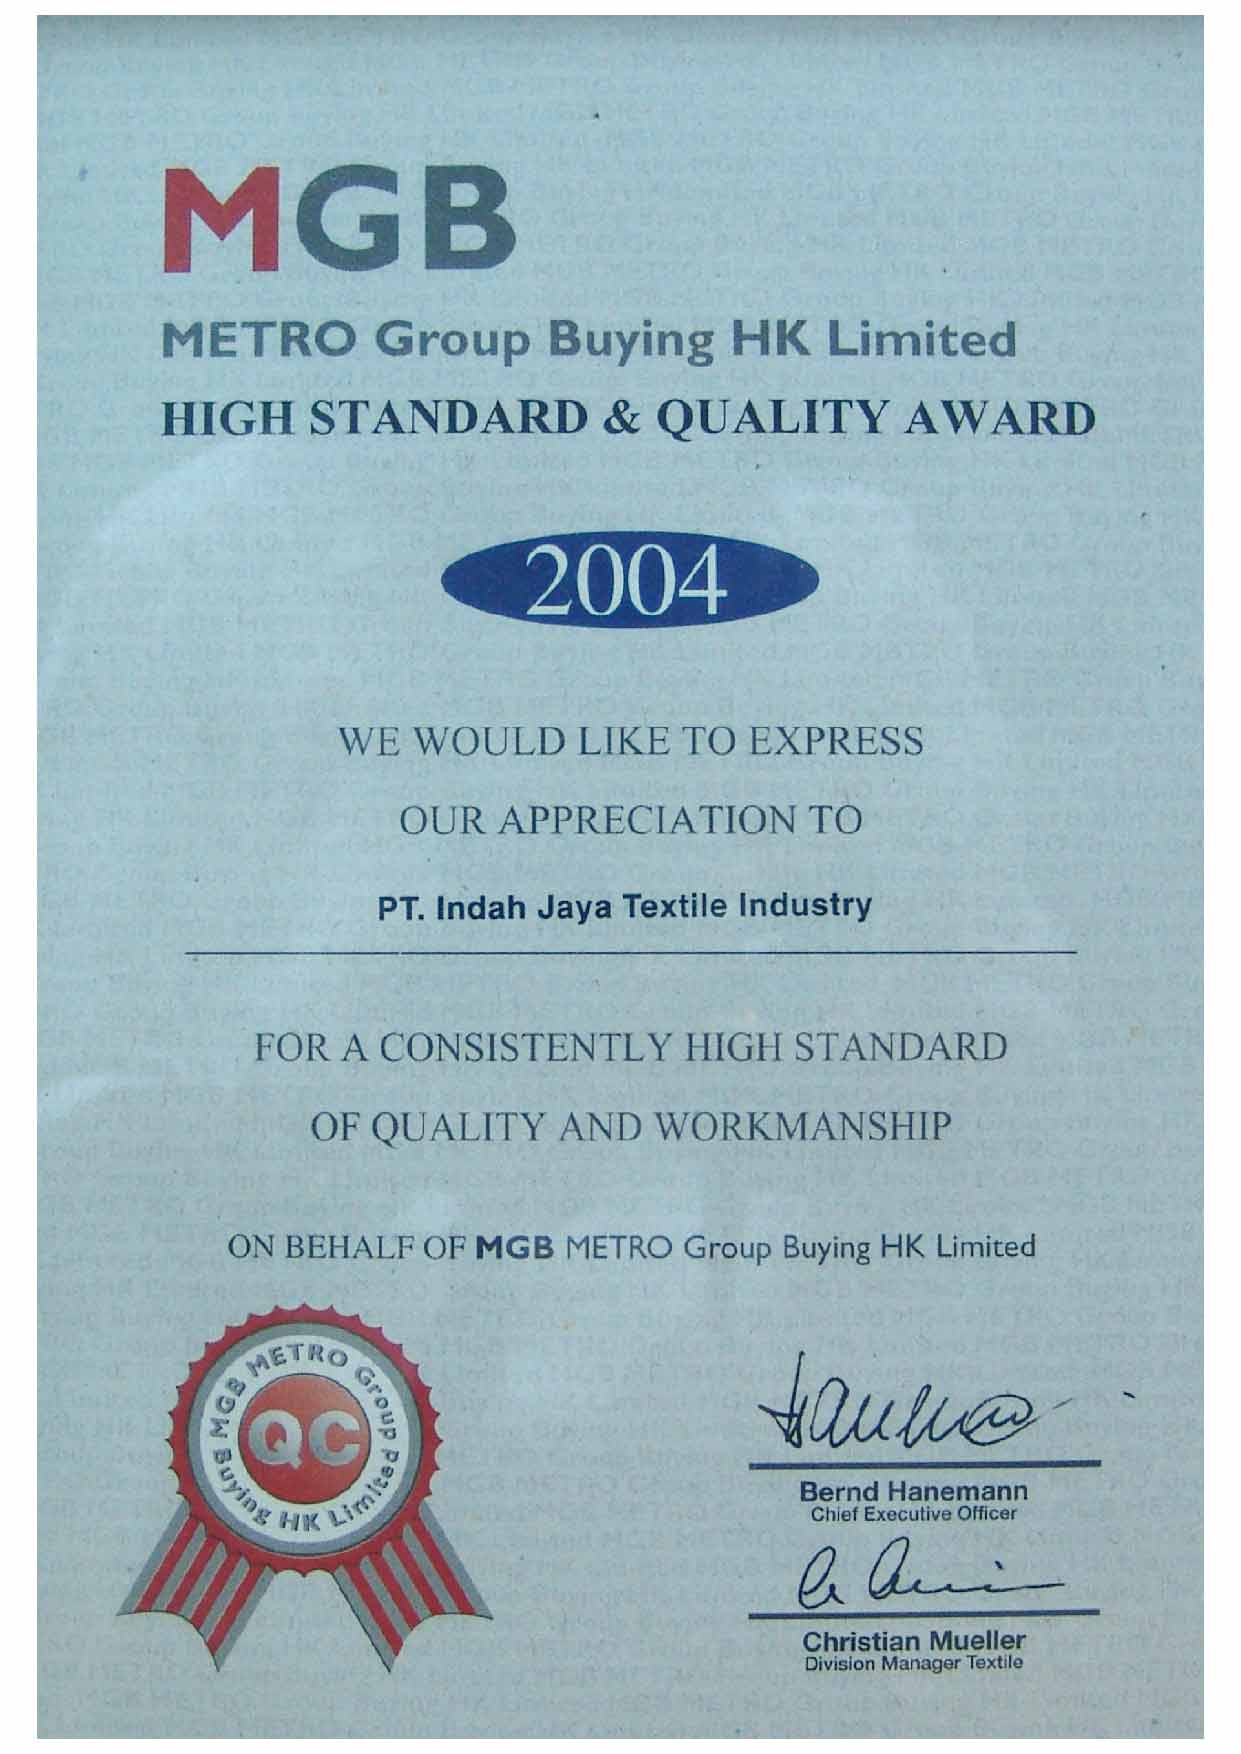 MGB
METRO Group Buying HK Limited
HIGH STANDARD & QUALITY AWARD
2004
WE WOULD LIKE TO EXPRESS
OUR APPRECIATION TO
PT. Indah Jaya Textile Industry
FOR A CONSISTENTLY HIGH STANDARD
OF QUALITY AND WORKMANSHIP
ON BEHALF OF MGB METRO Group Buying HK Limited
MGB METRO Group
QC
Buying HK Limited
Bernd Hanemann
Chief Executive Officer
Christian Mueller
Division Manager Textile